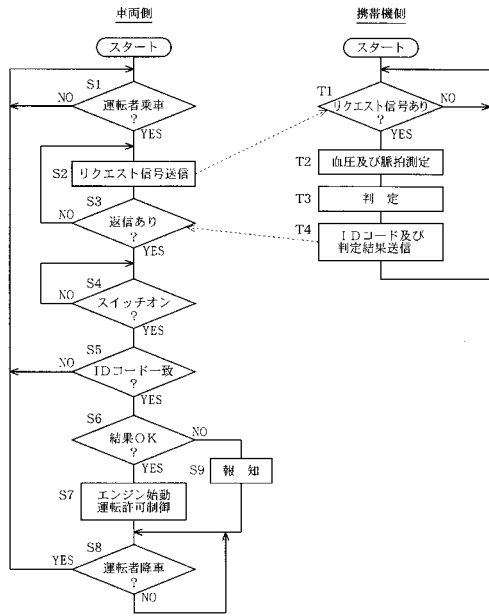 車両側
スタート
S1
運転者乗車
?
NO
YES
S2
リクエスト信号送信
S3
返信あり
?
NO
YES
S4
スイッチオン
?
NO
YES
S5
IDコード一致
?
NO
YES
S6
結果OK
?
NO
YES
S9
報 知
S7
エンジン始動
運転許可制御
S8
運転者降車
?
YES
NO
携帯機側
スタート
T1
リクエスト信号あり
?
NO
YES
T2
血圧及び脈拍測定
T3
判 定
T4
IDコード及び
判定結果送信